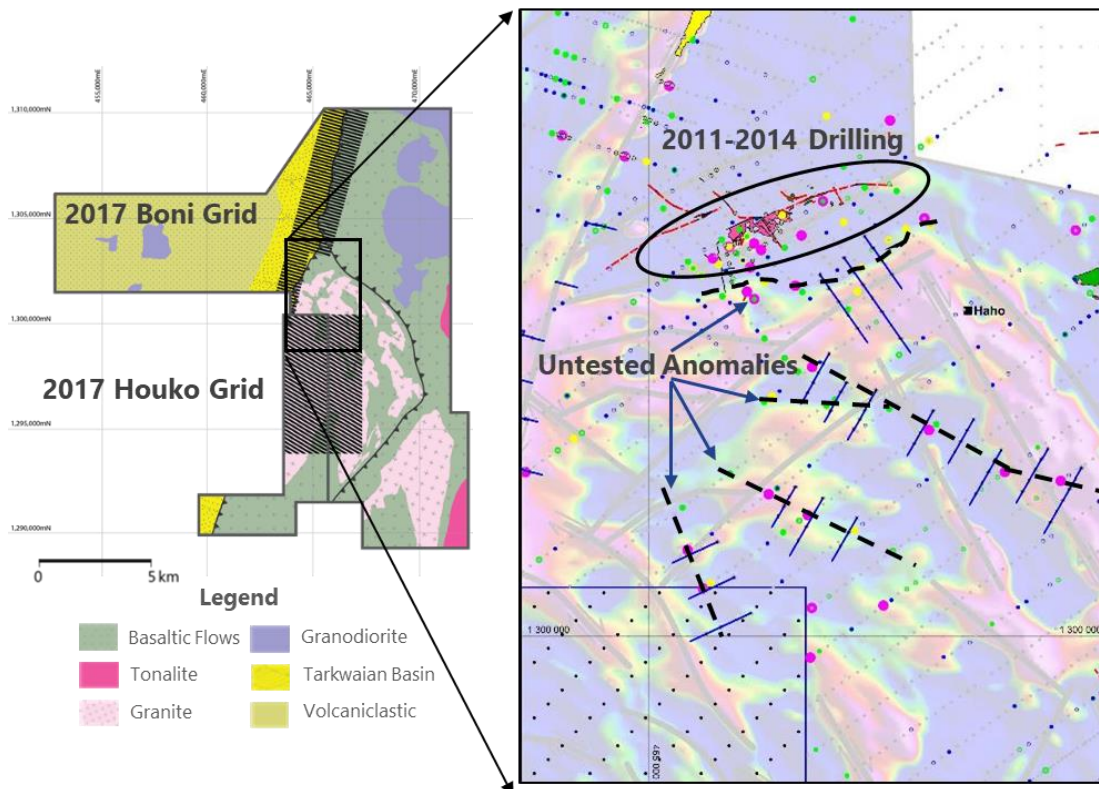 455,000mE
460,000mE
465,000mE
470,000mE
1,310,000mN
2017 Boni Grid
1,305,000mN
1,300,000mN
2017 Houko Grid
1,295,000mN
1,290,000mN
0
5 km
Legend
Basaltic Flows
Granodiorite
Tonalite
Tarkwaian Basin
Granite
Volcaniclastic
2011-2014 Drilling
Haho
Untested Anomalies
1 300 000
1 300 000